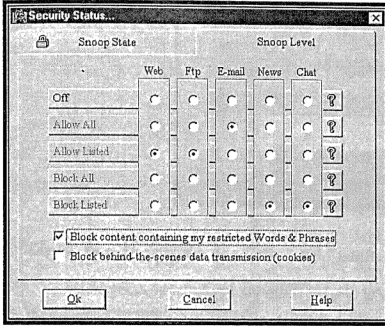 Security Status...
Snoop State Snoop Level
Web Ftp E-mail News Chat
Off ?
Allow All ?
Allow Listed ?
Block All ?
Block Listed ?
Block content containing my restricted Words & Phrases
Block behind-the-scenes data transmission (cookies)
Ok Cancel Help